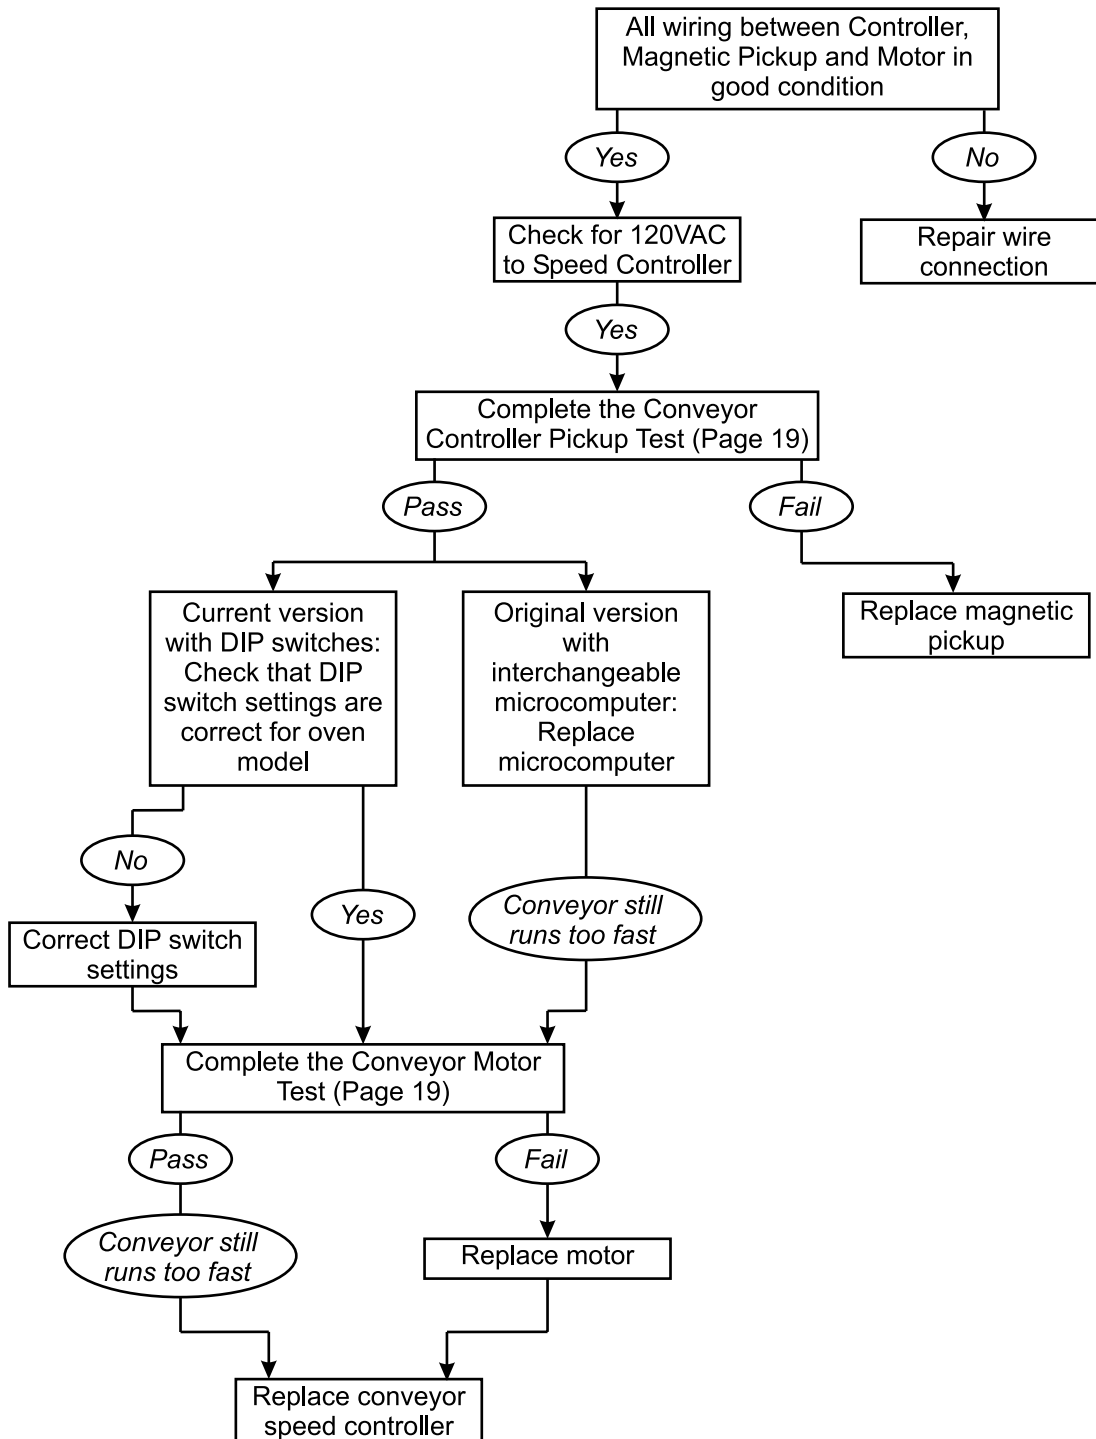 All wiring between Controller,
Magnetic Pickup and Motor in
good condition
Yes
No
Check for 120VAC
to Speed Controller
Repair wire
connection
Yes
Complete the Conveyor
Controller Pickup Test (Page 19)
Pass
Fail
Current version
with DIP switches:
Check that DIP
switch settings are
correct for oven
model
Original version
with
interchangeable
microcomputer:
Replace
microcomputer
Replace magnetic
pickup
No
Yes
Conveyor still
runs too fast
Correct DIP switch
settings
Complete the Conveyor Motor
Test (Page 19)
Pass
Fail
Conveyor still
runs too fast
Replace motor
Replace conveyor
speed controller